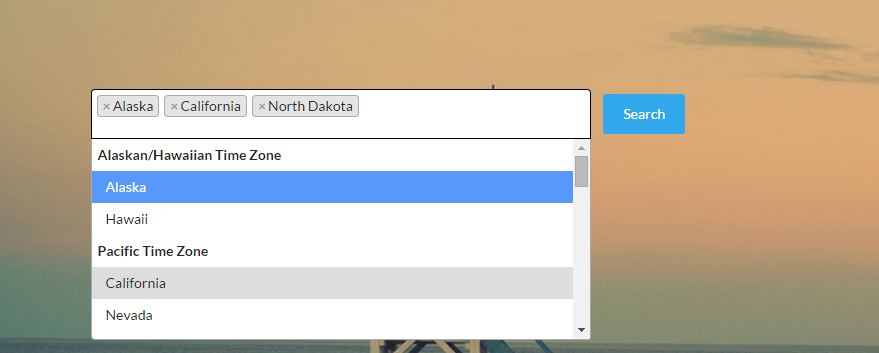 × Alaska × California × North Dakota
Search
Alaskan/Hawaiian Time Zone
Alaska
Hawaii
Pacific Time Zone
California
Nevada